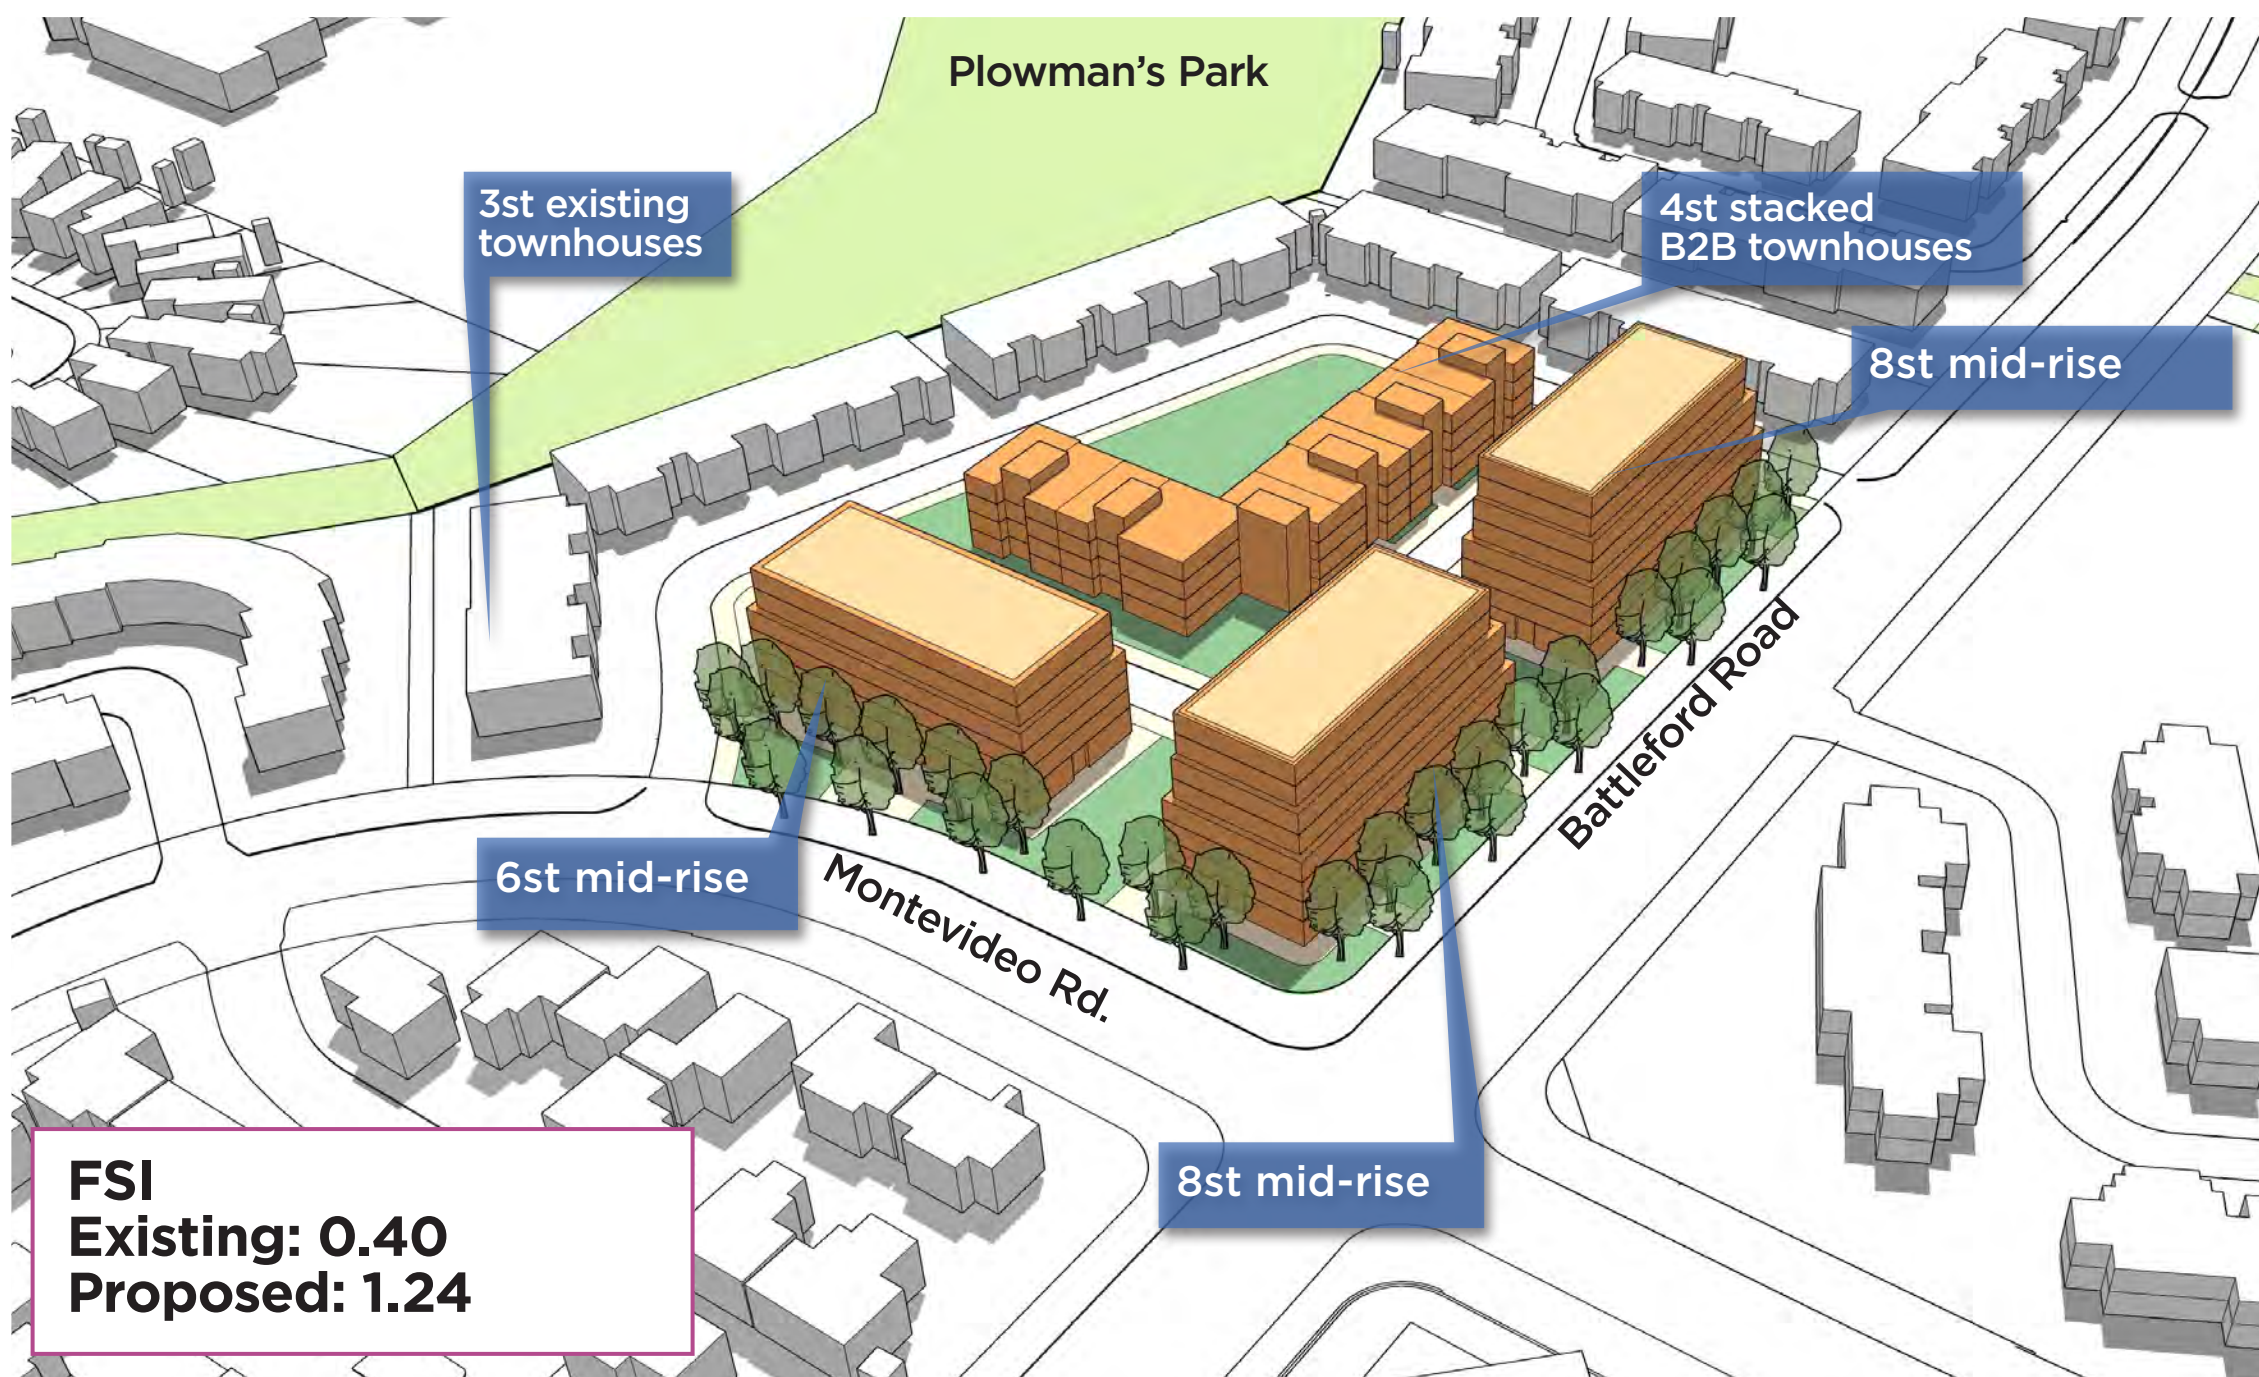 Plowman's Park
3st existing
townhouses
4st stacked
B2B townhouses
8st mid-rise
Battleford Road
6st mid-rise
Montevideo Rd.
8st mid-rise
FSI
Existing: 0.40
Proposed: 1.24